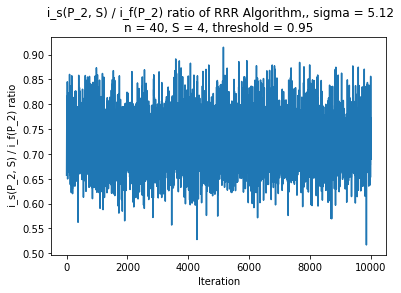 i_s(P_2, S) / i_f(P_2) ratio of RRR Algorithm,, sigma = 5.12
n = 40, S = 4, threshold = 0.95
i_s(P_2, S) / i_f(P_2) ratio
0.90
0.85
0.80
0.75
0.70
0.65
0.60
0.55
0.50
0 2000 4000 6000 8000 10000
Iteration